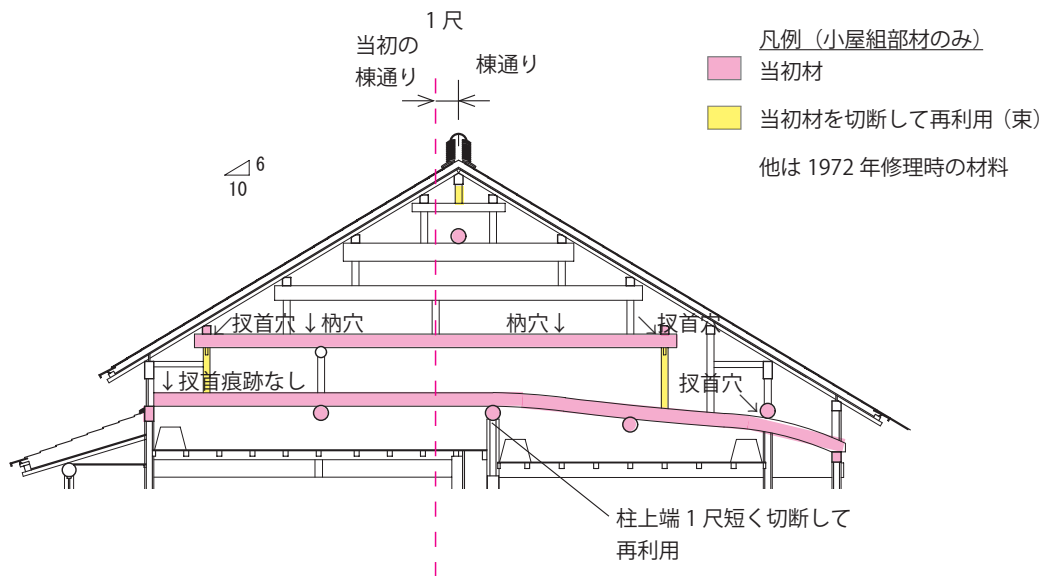 1 尺
当初の
棟通り
棟通り
凡例（小屋組部材のみ）
当初材
当初材を切断して再利用（束）
他は 1972 年修理時の材料
6
10
扠首穴 ↓枘穴
枘穴↓
扠首穴
↓扠首痕跡なし
扠首穴
柱上端 1 尺短く切断して
再利用